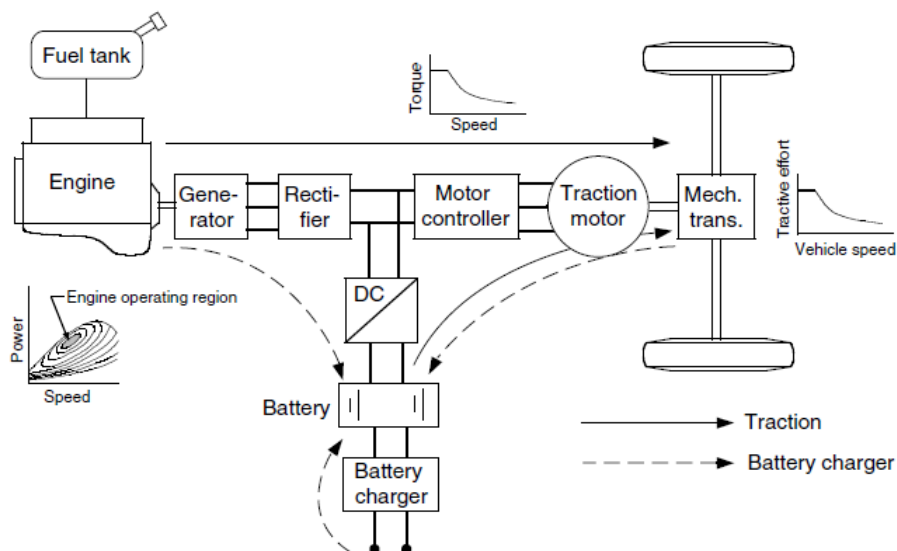 Fuel tank
Engine
Gene-
rator
Recti-
fier
Motor
controller
Traction
motor
Mech.
trans.
Torque
Speed
Tractive effort
Vehicle speed
DC
Engine operating region
Power
Speed
Battery
Battery
charger
Traction
Battery charger